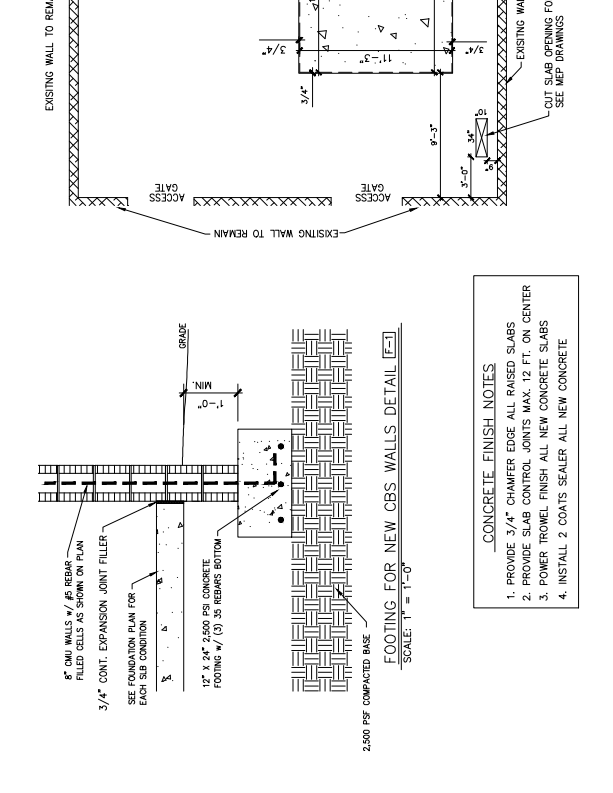 EXISITNG WALL TO REMA
3/4"
11'-3"
3/4"
3/4"
9'-3"
10"
34"
9"
3'-0"
EXISITNG WAL
CUT SLAB OPENING FO
SEE MEP DRAWINGS
ACCESS
GATE
ACCESS
GATE
EXISITNG WALL TO REMAIN
GRADE
1'-0"
MIN.
8" CMU WALLS w/ #5 REBAR
FILLED CELLS AS SHOWN ON PLAN
3/4" CONT. EXPANSION JOINT FILLER
SEE FOUNDATION PLAN FOR
EACH SLB CONDITION
12" X 24" 2,500 PSI CONCRETE
FOOTING w/ (3) 35 REBARS BOTTOM
2,500 PSF COMPACTED BASE
FOOTING FOR NEW CBS WALLS DETAIL F-1
SCALE: 1" = 1'-0"
CONCRETE FINISH NOTES
1. PROVIDE 3/4" CHAMFER EDGE ALL RAISED SLABS
2. PROVIDE SLAB CONTROL JOINTS MAX. 12 FT. ON CENTER
3. POWER TROWEL FINISH ALL NEW CONCRETE SLABS
4. INSTALL 2 COATS SEALER ALL NEW CONCRETE